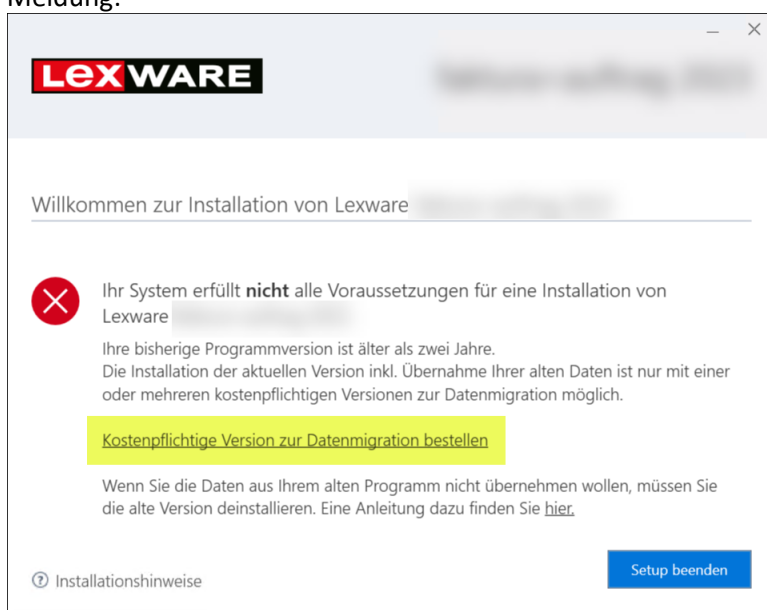 Meldung:
LEXWARE
Willkommen zur Installation von Lexware
Ihr System erfüllt nicht alle Voraussetzungen für eine Installation von
Lexware
Ihre bisherige Programmversion ist älter als zwei Jahre.
Die Installation der aktuellen Version inkl. Übernahme Ihrer alten Daten ist nur mit einer
oder mehreren kostenpflichtigen Versionen zur Datenmigration möglich.
Kostenpflichtige Version zur Datenmigration bestellen
Wenn Sie die Daten aus Ihrem alten Programm nicht übernehmen wollen, müssen Sie
die alte Version deinstallieren. Eine Anleitung dazu finden Sie hier.
Installationshinweise
Setup beenden